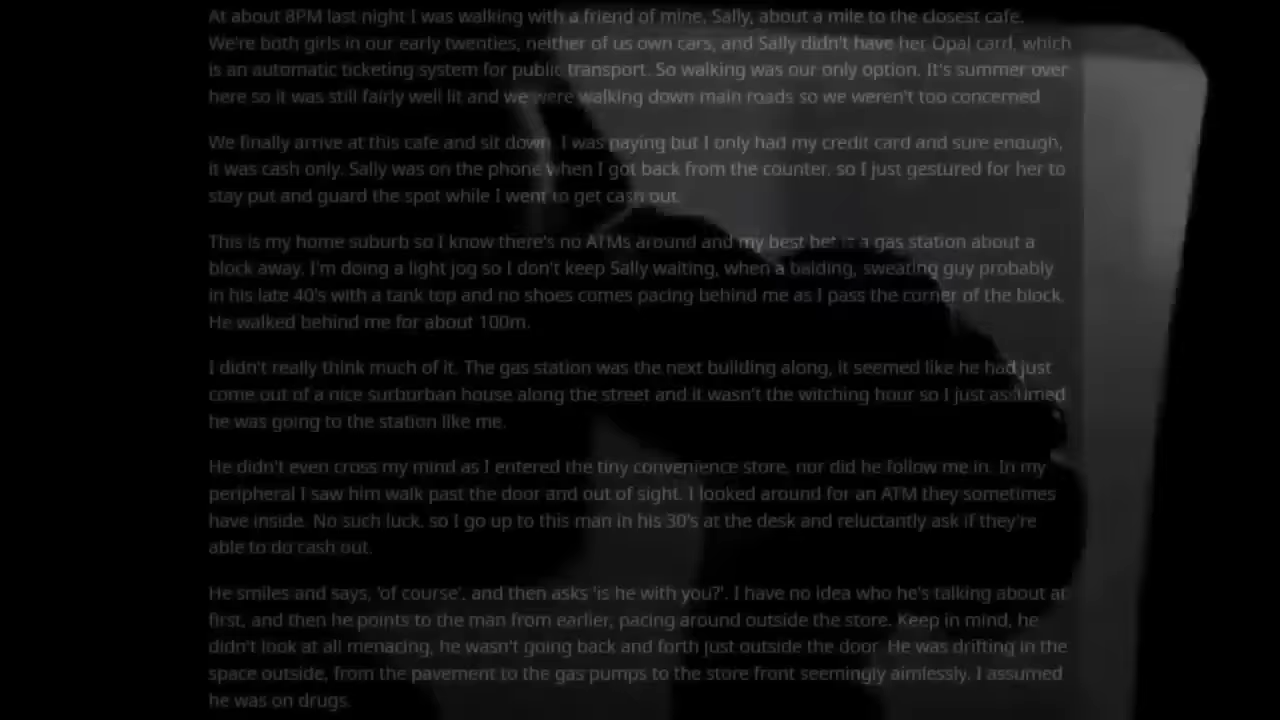 At about 8PM last night I was walking with a friend of mine, Sally, about a mile to the closest cafe.
We're both girls in our early twenties, neither of us own cars, and Sally didn't have her Opal card, which
is an automatic ticketing system for public transport. So walking was our only option. It's summer over
here so it was still fairly well lit and we were walking down main roads so we weren't too concerned
We finally arrive at this cafe and sit down. I was paying but I only had my credit card and sure enough,
it was cash only. Sally was on the phone when I got back from the counter, so I just gestured for her to
stay put and guard the spot while I went to get cash out.
This is my home suburb so I know there's no ATMs around and my best bet is a gas station about a
block away. I'm doing a light jog so I don't keep Sally waiting, when a balding, sweating guy probably
in his late 40's with a tank top and no shoes comes pacing behind me as I pass the corner of the block.
He walked behind me for about 100m.
I didn't really think much of it. The gas station was the next building along, it seemed like he had just
come out of a nice surburban house along the street and it wasn't the witching hour so I just assumed
he was going to the station like me.
He didn't even cross my mind as I entered the tiny convenience store, nor did he follow me in. In my
peripheral I saw him walk past the door and out of sight. I looked around for an ATM they sometimes
have inside. No such luck, so I go up to this man in his 30's at the desk and reluctantly ask if they're
able to do cash out.
He smiles and says, 'of course', and then asks 'is he with you?'. I have no idea who he's talking about at
first, and then he points to the man from earlier, pacing around outside the store. Keep in mind, he
didn't look at all menacing, he wasn't going back and forth just outside the door. He was drifting in the
space outside, from the pavement to the gas pumps to the store front seemingly aimlessly. I assumed
he was on drugs.